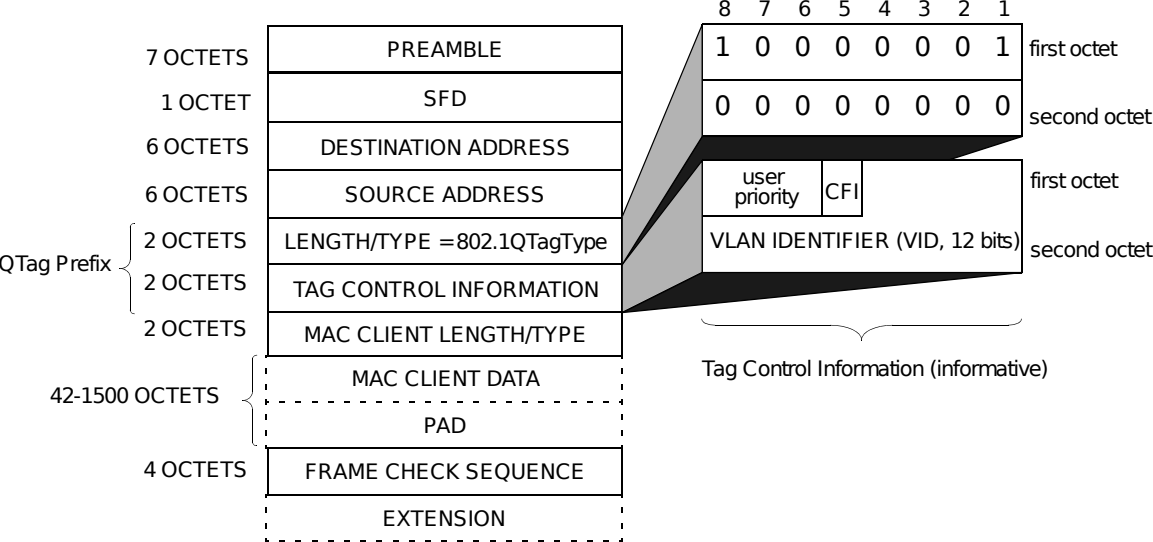 8 7 6 5 4 3 2 1
7 OCTETS PREAMBLE
1 0 0 0 0 0 0 1 first octet
1 OCTET SFD
0 0 0 0 0 0 0 0 second octet
6 OCTETS DESTINATION ADDRESS
6 OCTETS SOURCE ADDRESS
user
priority
CFI
first octet
QTag Prefix
2 OCTETS LENGTH/TYPE = 802.1QTagType
VLAN IDENTIFIER (VID, 12 bits)
second octet
2 OCTETS TAG CONTROL INFORMATION
2 OCTETS MAC CLIENT LENGTH/TYPE
Tag Control Information (informative)
42-1500 OCTETS
MAC CLIENT DATA
PAD
4 OCTETS FRAME CHECK SEQUENCE
EXTENSION